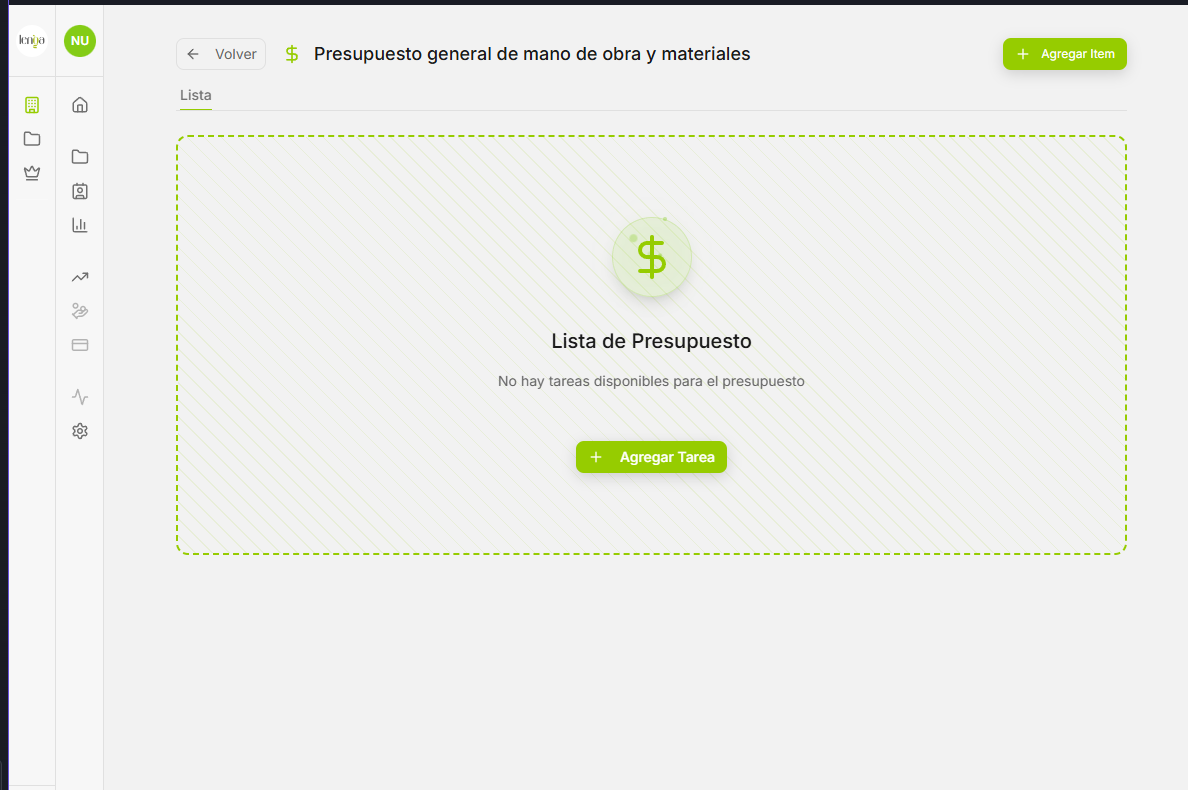 lenga
NU
Volver
Presupuesto general de mano de obra y materiales
Agregar Item
Lista
Lista de Presupuesto
No hay tareas disponibles para el presupuesto
Agregar Tarea